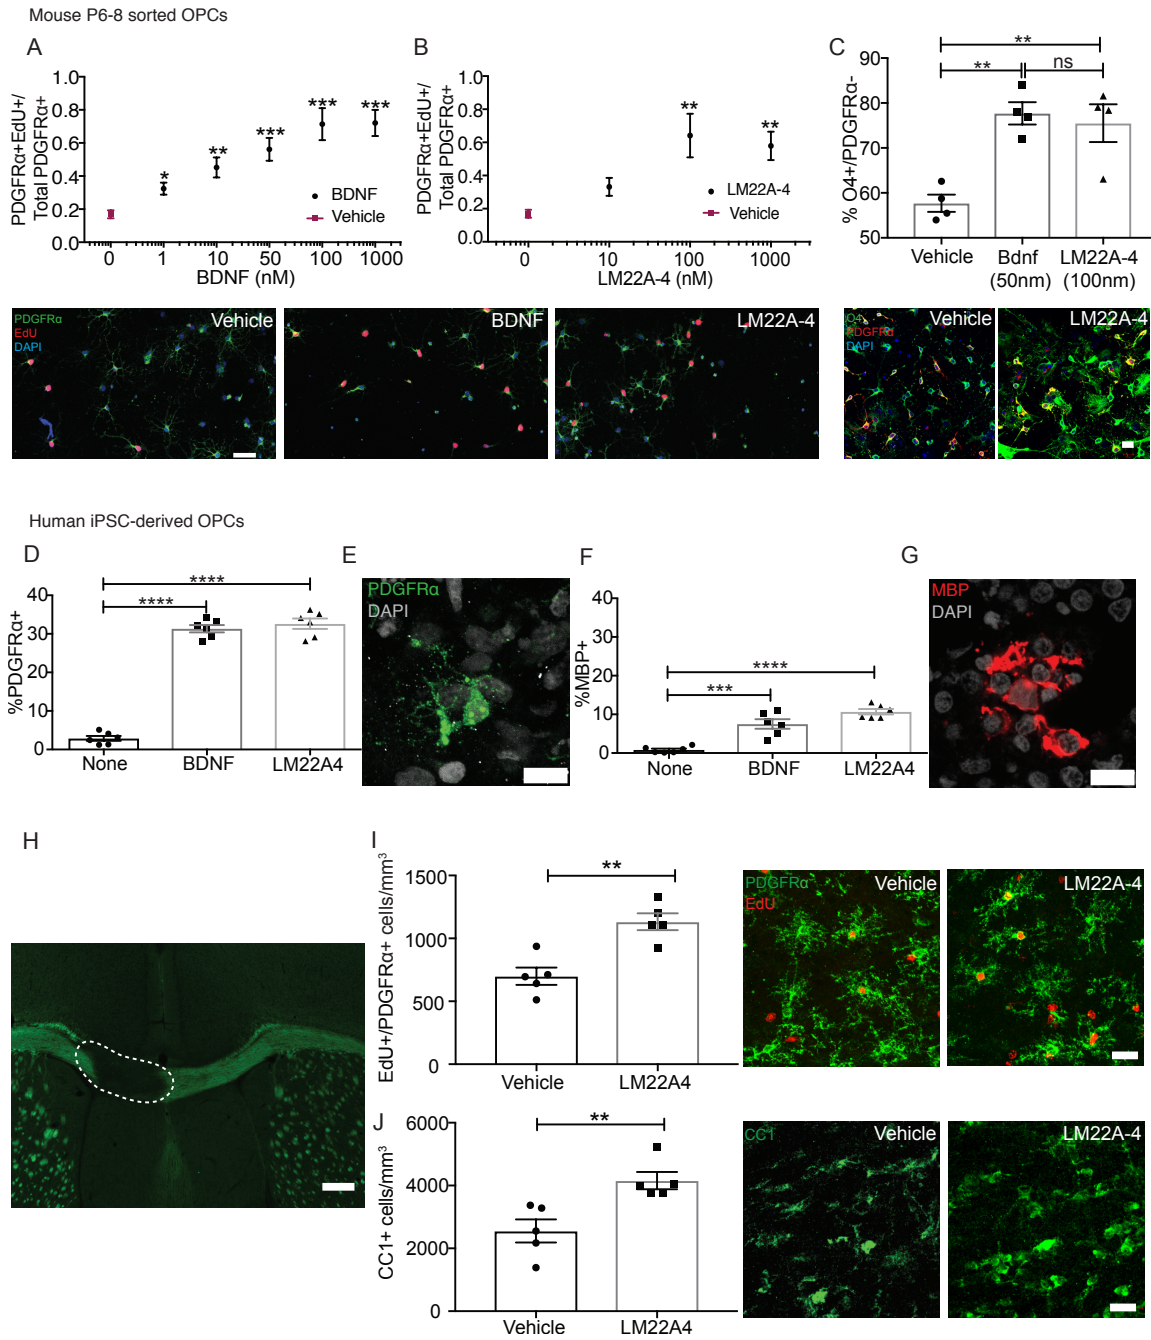 Mouse P6-8 sorted OPCs
A
PDGFRα+EdU+/
Total PDGFRα+
1.0
0.8
0.6
0.4
0.2
0.0
*
**
***
***
***
BDNF
Vehicle
0 1 10 50 100 1000
BDNF (nM)
B
PDGFRα+EdU+/
Total PDGFRα+
1.0
0.8
0.6
0.4
0.2
0.0
**
**
LM22A-4
Vehicle
0 10 100 1000
LM22A-4 (nM)
C
% O4+/PDGFRα-
90
80
70
60
50
**
**
ns
Vehicle Bdnf LM22A-4
(50nm) (100nm)
PDGFRα
EdU
DAPI
Vehicle
BDNF
LM22A-4
O4
PDGFRα
DAPI
Vehicle
LM22A-4
Human iPSC-derived OPCs
D
%PDGFRα+
40
30
20
10
0
****
****
None BDNF LM22A4
E
PDGFRα
DAPI
F
%MBP+
40
30
20
10
0
****
***
None BDNF LM22A4
G
MBP
DAPI
H
I
EdU+/PDGFRα+ cells/mm³
1500
1000
500
0
**
Vehicle LM22A4
PDGFRα
EdU
Vehicle
LM22A-4
J
CC1+ cells/mm³
6000
4000
2000
0
**
Vehicle LM22A4
CC1
Vehicle
LM22A-4